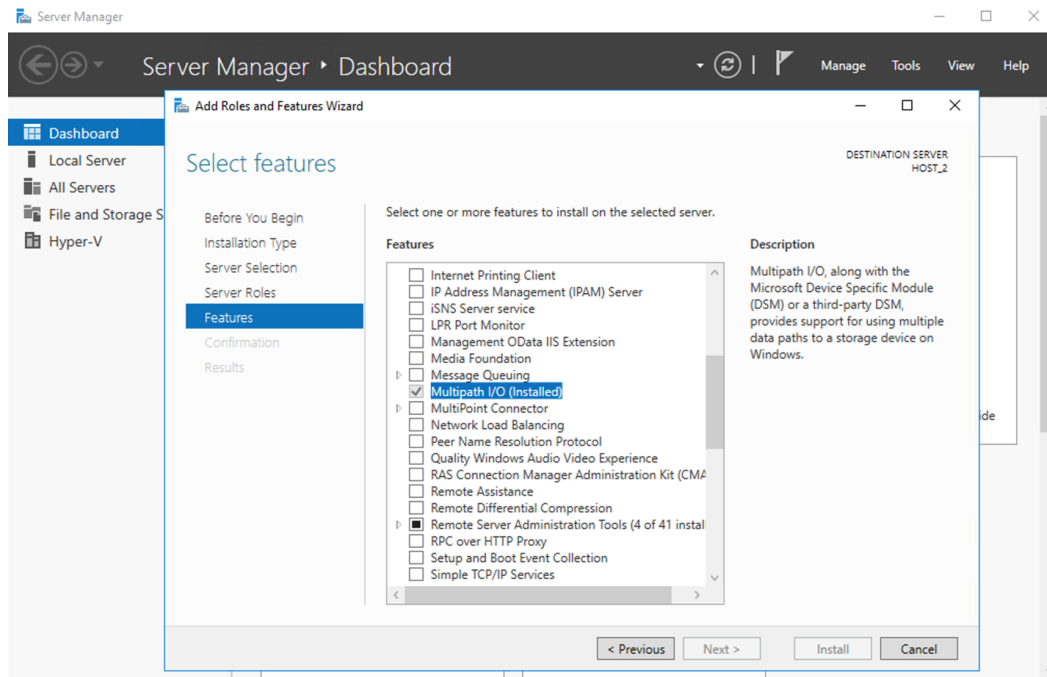 Server Manager
Server Manager • Dashboard
Manage Tools View Help
Dashboard
Local Server
All Servers
File and Storage S
Hyper-V
Add Roles and Features Wizard
Select features
DESTINATION SERVER
HOST_2
Before You Begin
Installation Type
Server Selection
Server Roles
Features
Confirmation
Results
Select one or more features to install on the selected server.
Features
Internet Printing Client
IP Address Management (IPAM) Server
iSNS Server service
LPR Port Monitor
Management OData IIS Extension
Media Foundation
Message Queuing
Multipath I/O (Installed)
MultiPoint Connector
Network Load Balancing
Peer Name Resolution Protocol
Quality Windows Audio Video Experience
RAS Connection Manager Administration Kit (CMA
Remote Assistance
Remote Differential Compression
Remote Server Administration Tools (4 of 41 instal
RPC over HTTP Proxy
Setup and Boot Event Collection
Simple TCP/IP Services
Description
Multipath I/O, along with the
Microsoft Device Specific Module
(DSM) or a third-party DSM,
provides support for using multiple
data paths to a storage device on
Windows.
ide
< Previous
Next >
Install
Cancel